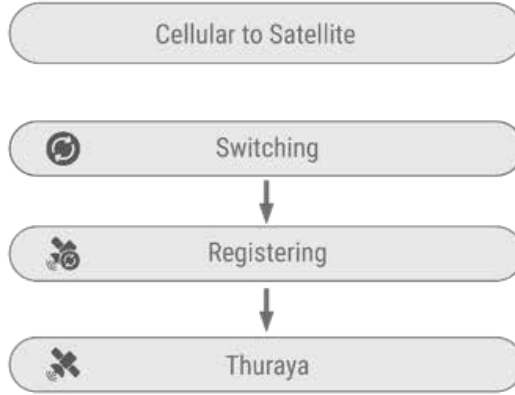 Cellular to Satellite
Switching
Registering
Thuraya